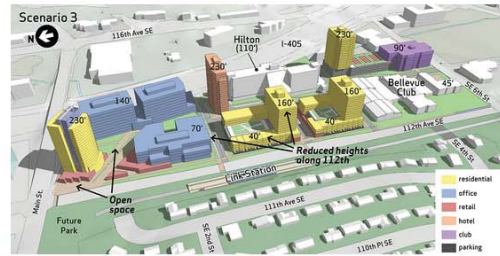 Scenario 3
N
116th Ave SE
Hilton
(110')
I-405
230'
230'
90'
140'
230'
Bellevue
Club
45'
SE 6th St
160'
160'
40'
70'
40'
Reduced heights
along 112th
112th Ave SE
SE 4th St
Link Station
Main St.
Open
space
Future
Park
111th Ave SE
SE 2nd St
110th Pl SE
residential
office
retail
hotel
club
parking